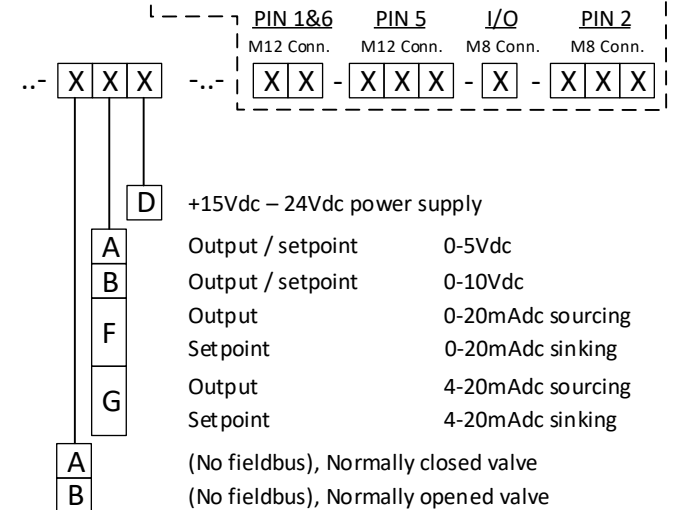 PIN 1&6 PIN 5 I/O PIN 2
M12 Conn. M12 Conn. M8 Conn. M8 Conn.
..- X X X -..- X X - X X X - X - X X X
D +15Vdc – 24Vdc power supply
A Output / setpoint 0-5Vdc
B Output / setpoint 0-10Vdc
F Output 0-20mAdc sourcing
Setpoint 0-20mAdc sinking
G Output 4-20mAdc sourcing
Setpoint 4-20mAdc sinking
A (No fieldbus), Normally closed valve
B (No fieldbus), Normally opened valve